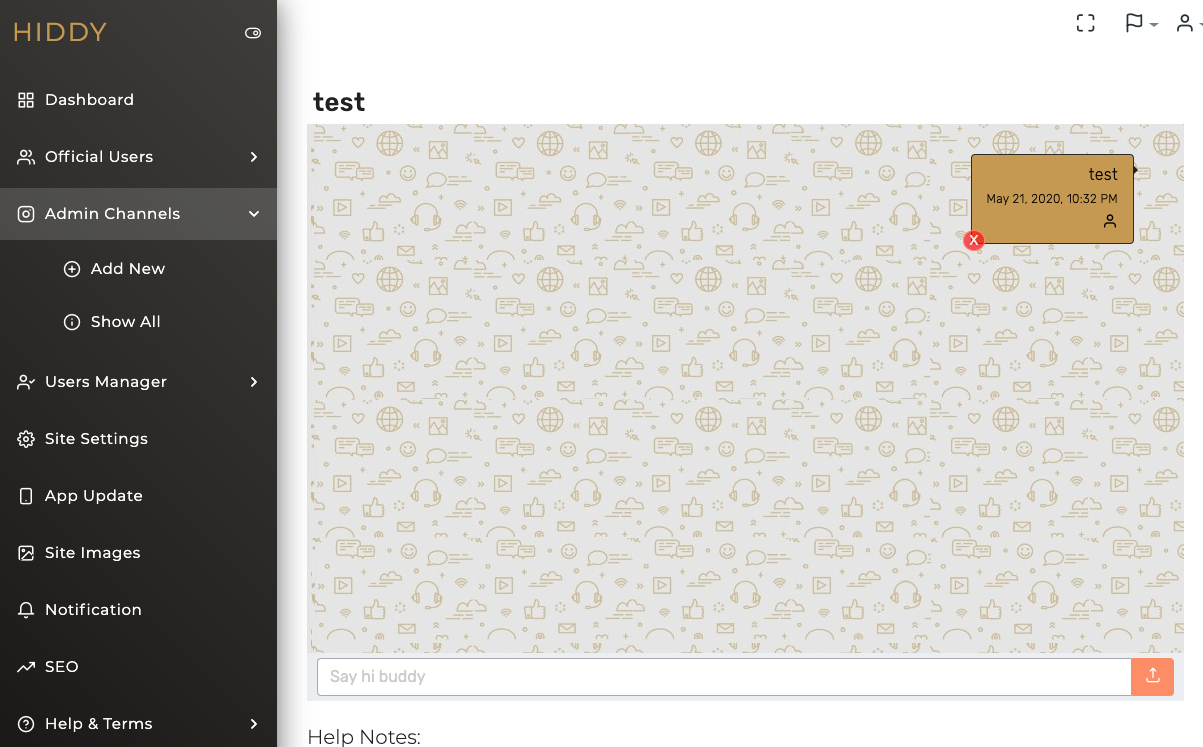 HIDDY
Dashboard
Official Users
Admin Channels
Add New
Show All
Users Manager
Site Settings
App Update
Site Images
Notification
SEO
Help & Terms
test
test
May 21, 2020, 10:32 PM
X
Say hi buddy
Help Notes: